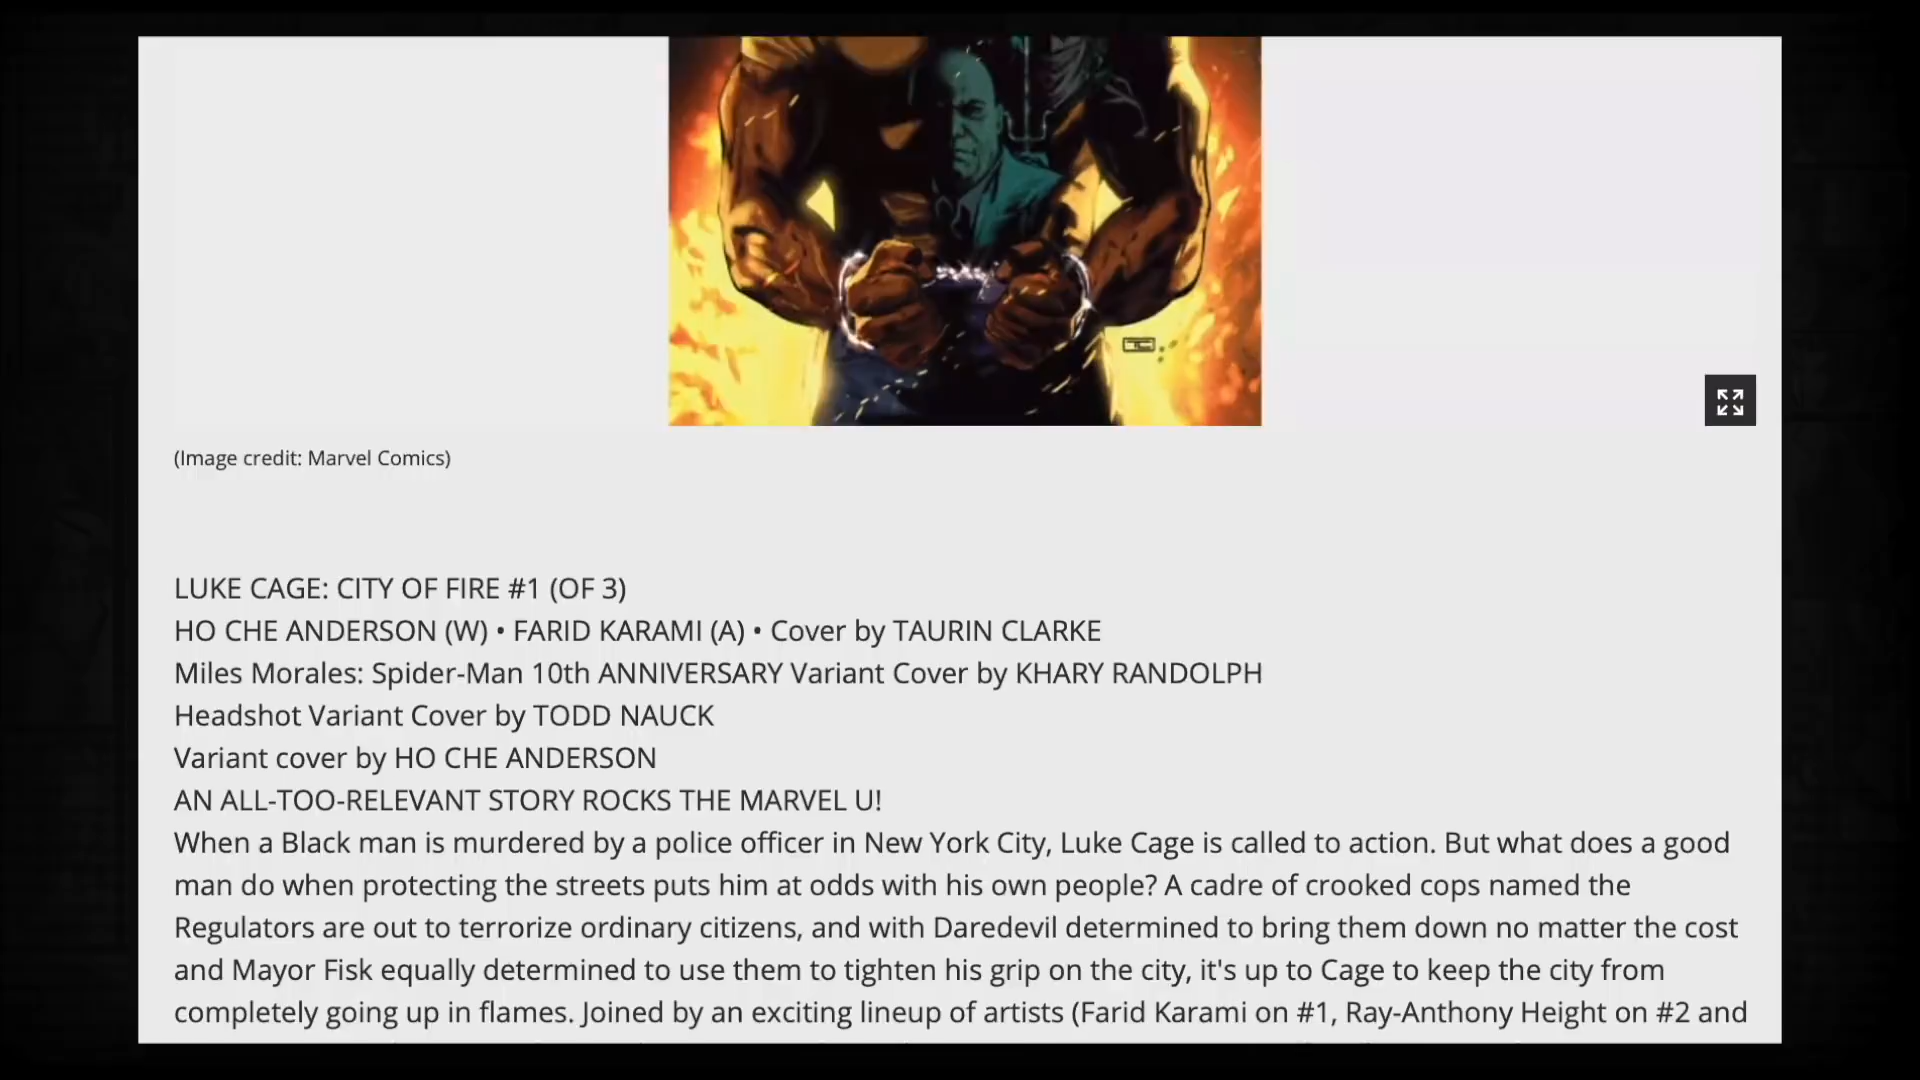 (Image credit: Marvel Comics)
LUKE CAGE: CITY OF FIRE #1 (OF 3)
HO CHE ANDERSON (W) • FARID KARAMI (A) • Cover by TAURIN CLARKE
Miles Morales: Spider-Man 10th ANNIVERSARY Variant Cover by KHARY RANDOLPH
Headshot Variant Cover by TODD NAUCK
Variant cover by HO CHE ANDERSON
AN ALL-TOO-RELEVANT STORY ROCKS THE MARVEL U!
When a Black man is murdered by a police officer in New York City, Luke Cage is called to action. But what does a good
man do when protecting the streets puts him at odds with his own people? A cadre of crooked cops named the
Regulators are out to terrorize ordinary citizens, and with Daredevil determined to bring them down no matter the cost
and Mayor Fisk equally determined to use them to tighten his grip on the city, it's up to Cage to keep the city from
completely going up in flames. Joined by an exciting lineup of artists (Farid Karami on #1, Ray-Anthony Height on #2 and